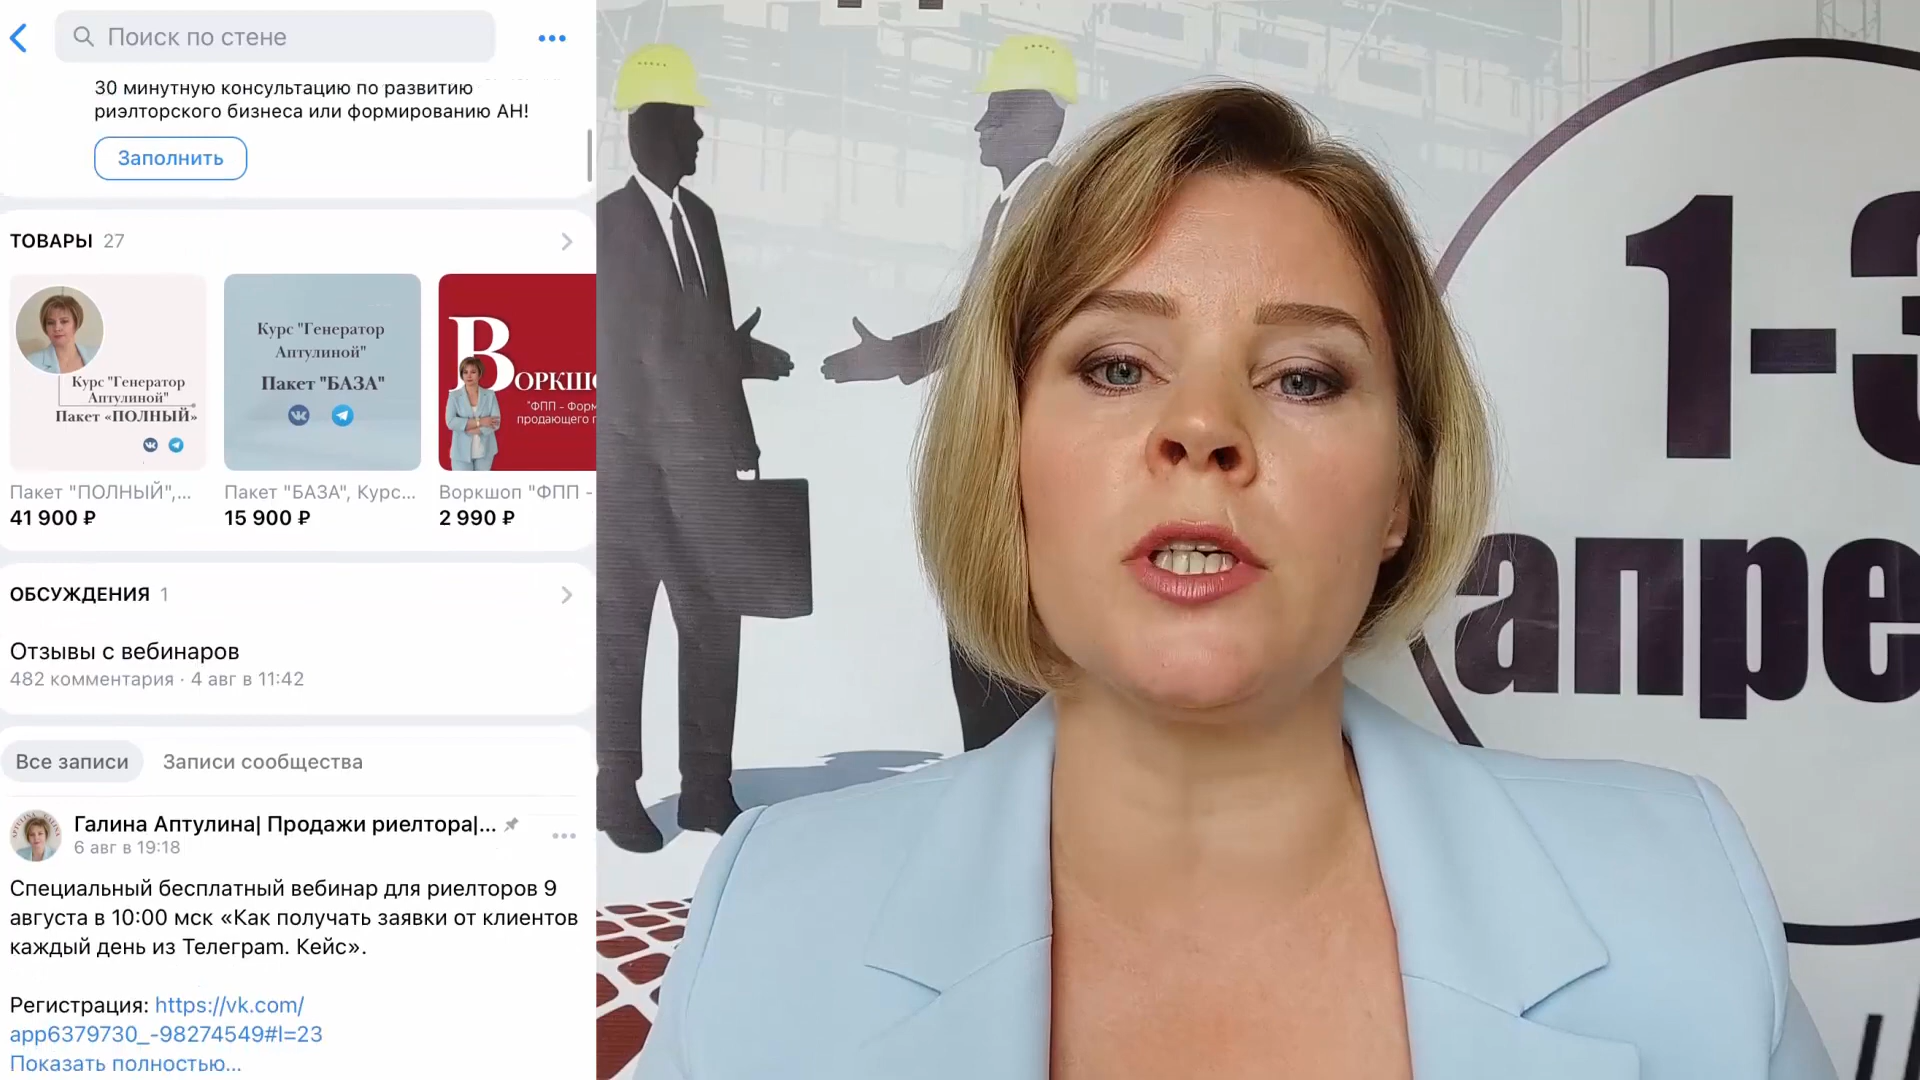 Поиск по стене
30 минутную консультацию по развитию
риэлторского бизнеса или формированию АН!
Заполнить
ТОВАРЫ 27
Курс "Генератор
Аптулиной"
Пакет «ПОЛНЫЙ»
Курс "Генератор
Аптулиной"
Пакет "БАЗА"
ВОРКШО
"ФПП - Форм
продающего п
Пакет "ПОЛНЫЙ",...
41 900 ₽
Пакет "БАЗА", Курс...
15 900 ₽
Воркшоп "ФПП -
2 990 ₽
ОБСУЖДЕНИЯ 1
Отзывы с вебинаров
482 комментария · 4 авг в 11:42
Все записи
Записи сообщества
Галина Аптулина| Продажи риелтора|...
6 авг в 19:18
Специальный бесплатный вебинар для риелторов 9
августа в 10:00 мск «Как получать заявки от клиентов
каждый день из Телеграм. Кейс».
Регистрация: https://vk.com/
app6379730_-98274549#l=23
Показать полностью...
1-3
апре